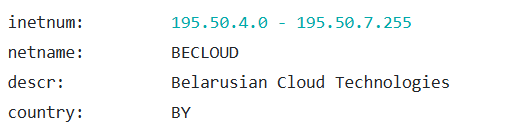 inetnum: 195.50.4.0 - 195.50.7.255
netname: BECLOUD
descr: Belarusian Cloud Technologies
country: BY